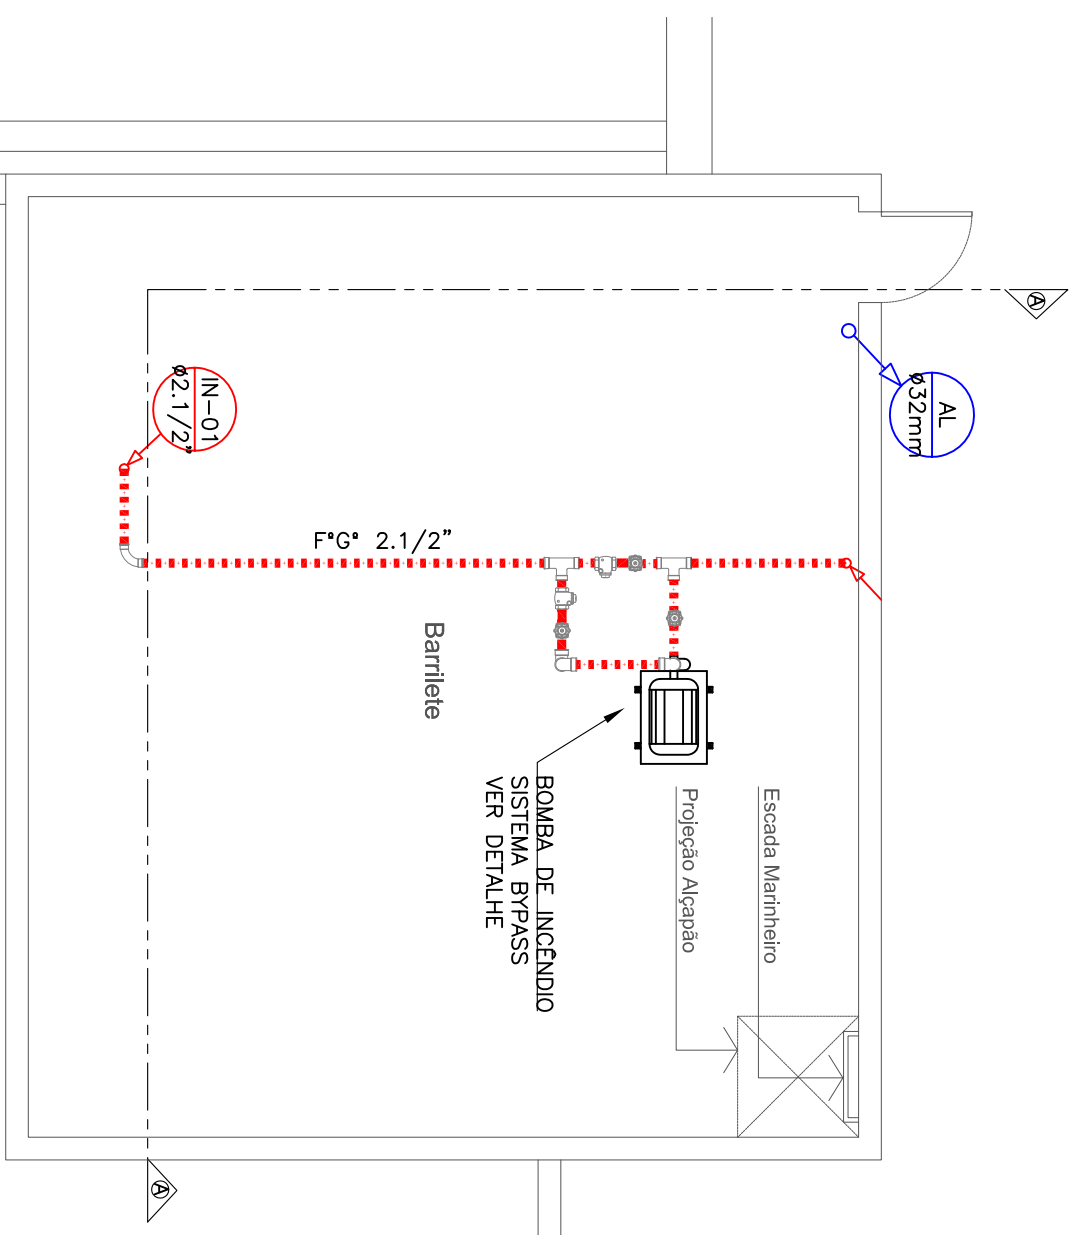 A
AL
ø32mm
IN-01
ø2.1/2"
F°G° 2.1/2"
Barrilete
BOMBA DE INCÊNDIO
SISTEMA BYPASS
VER DETALHE
Projeção Alçapão
Escada Marinheiro
A